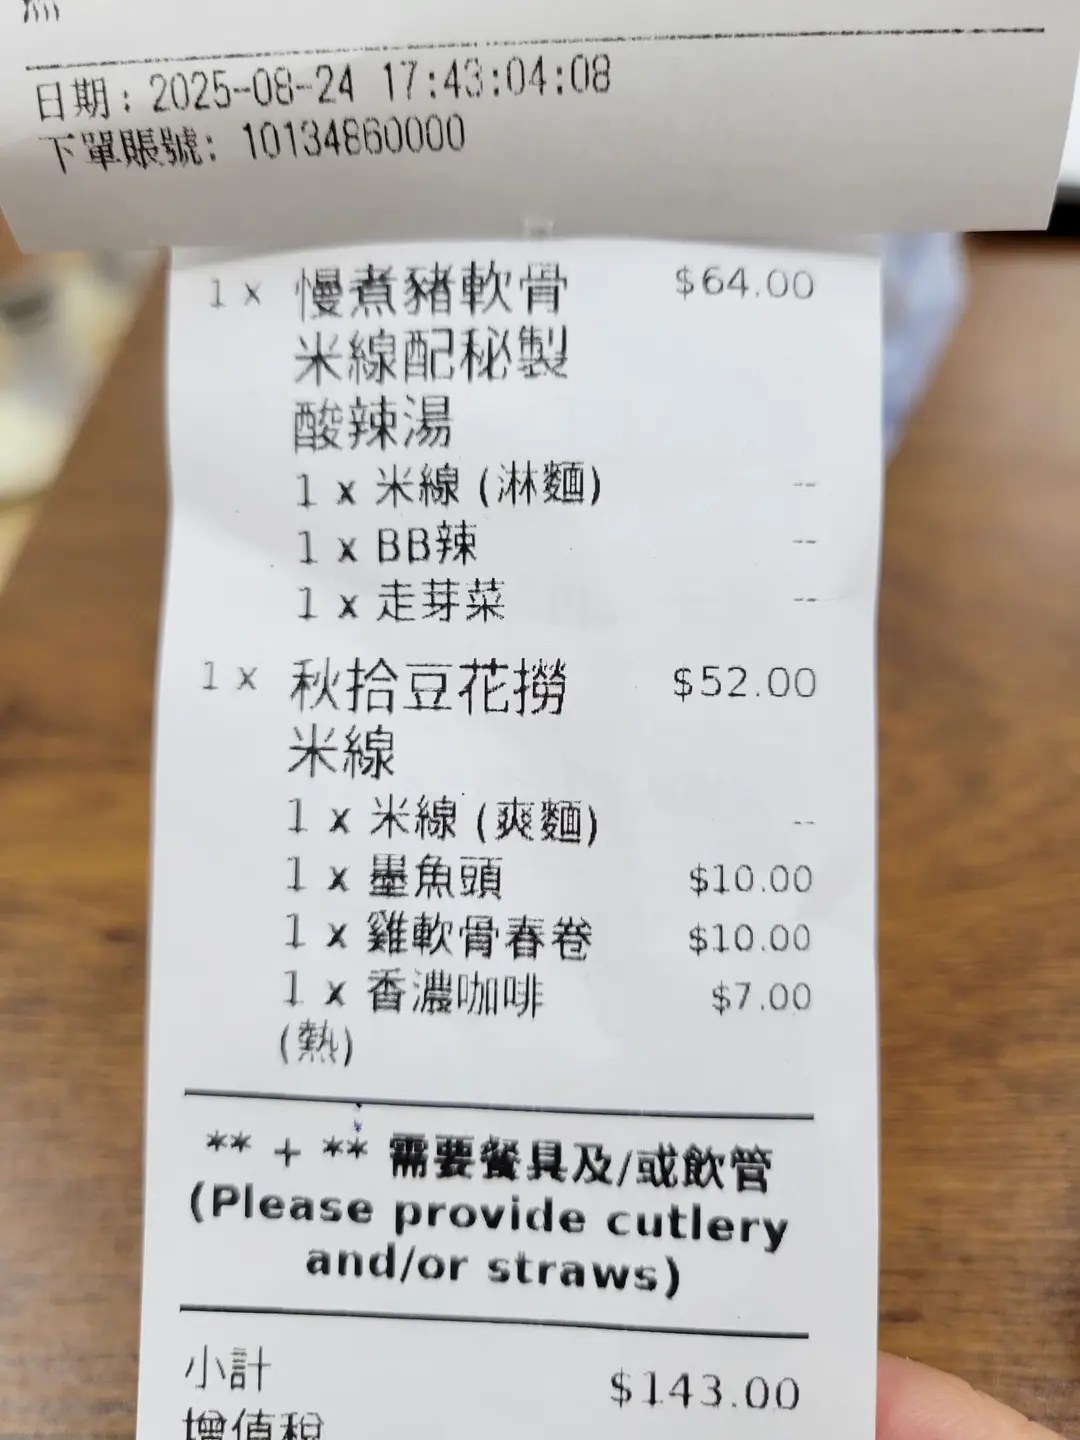 日期：2025-08-24 17:43:04:08
下單賬號：10134860000
1 x 慢煮豬軟骨 $64.00
米線配秘製
酸辣湯
1 x 米線 (淋麵) --
1 x BB辣 --
1 x 走芽菜 --
1 x 秋拾豆花撈 $52.00
米線
1 x 米線 (爽麵) --
1 x 墨魚頭 $10.00
1 x 雞軟骨春卷 $10.00
1 x 香濃咖啡 $7.00
(熱)
** + ** 需要餐具及/或飲管
(Please provide cutlery
and/or straws)
小計 $143.00
增值稅